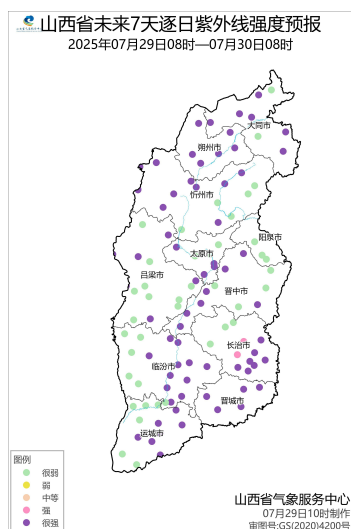 山西省未来7天逐日紫外线强度预报
2025年07月29日08时—07月30日08时
大同市
朔州市
忻州市
阳泉市
太原市
吕梁市
晋中市
长治市
临汾市
晋城市
运城市
图例
很弱
弱
中等
强
很强
山西省气象服务中心
07月29日10时制作
审图号:GS(2020)4200号